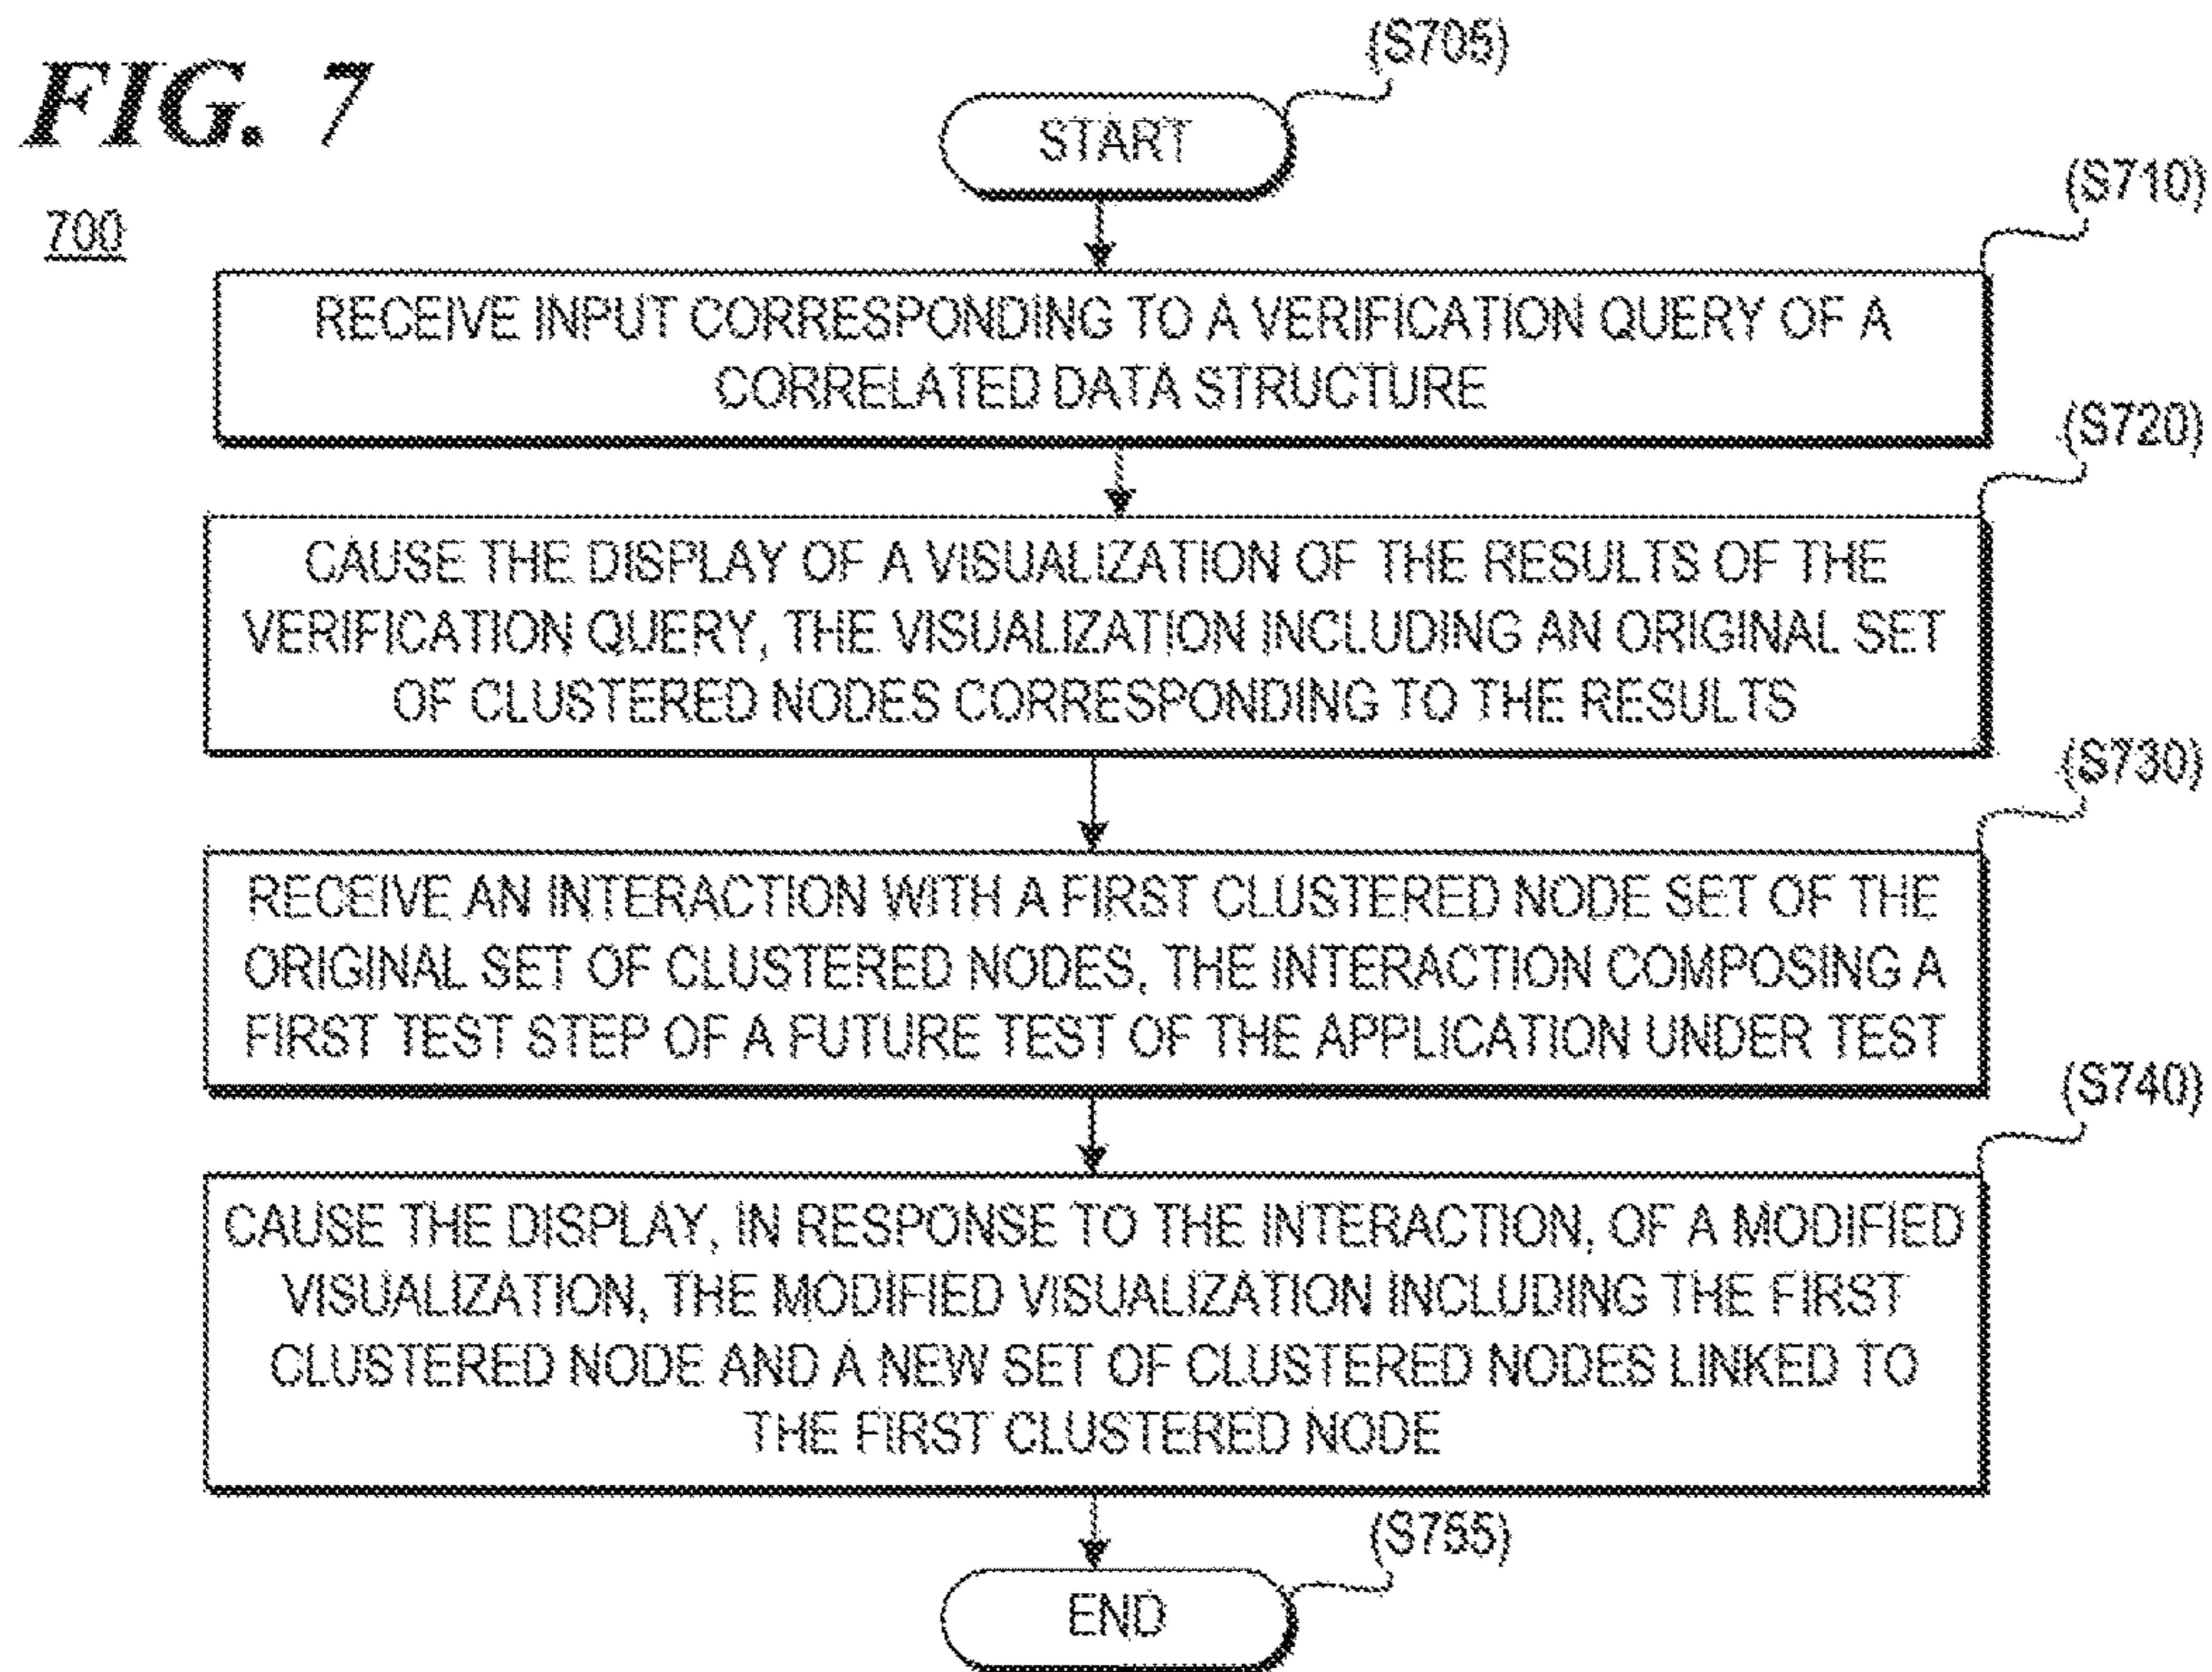 FIG. 7
700
(S705)
START
(S710)
RECEIVE INPUT CORRESPONDING TO A VERIFICATION QUERY OF A
CORRELATED DATA STRUCTURE
(S720)
CAUSE THE DISPLAY OF A VISUALIZATION OF THE RESULTS OF THE
VERIFICATION QUERY, THE VISUALIZATION INCLUDING AN ORIGINAL SET
OF CLUSTERED NODES CORRESPONDING TO THE RESULTS
(S730)
RECEIVE AN INTERACTION WITH A FIRST CLUSTERED NODE SET OF THE
ORIGINAL SET OF CLUSTERED NODES, THE INTERACTION COMPOSING A
FIRST TEST STEP OF A FUTURE TEST OF THE APPLICATION UNDER TEST
(S740)
CAUSE THE DISPLAY, IN RESPONSE TO THE INTERACTION, OF A MODIFIED
VISUALIZATION, THE MODIFIED VISUALIZATION INCLUDING THE FIRST
CLUSTERED NODE AND A NEW SET OF CLUSTERED NODES LINKED TO
THE FIRST CLUSTERED NODE
(S755)
END